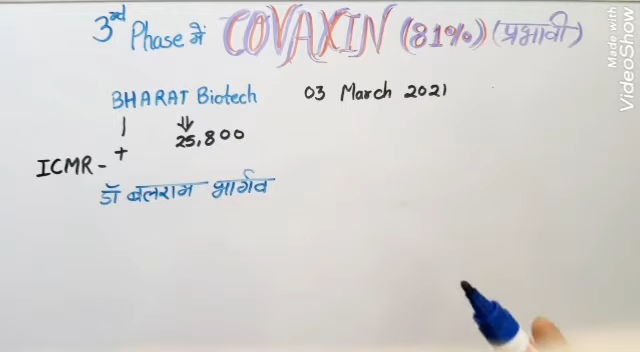 3rd Phase में COVAXIN (81%) (प्रभावी)
BHARAT Biotech 03 March 2021
25,800
ICMR - +
डॉ बलराम भार्गव
Made with
VideoShow